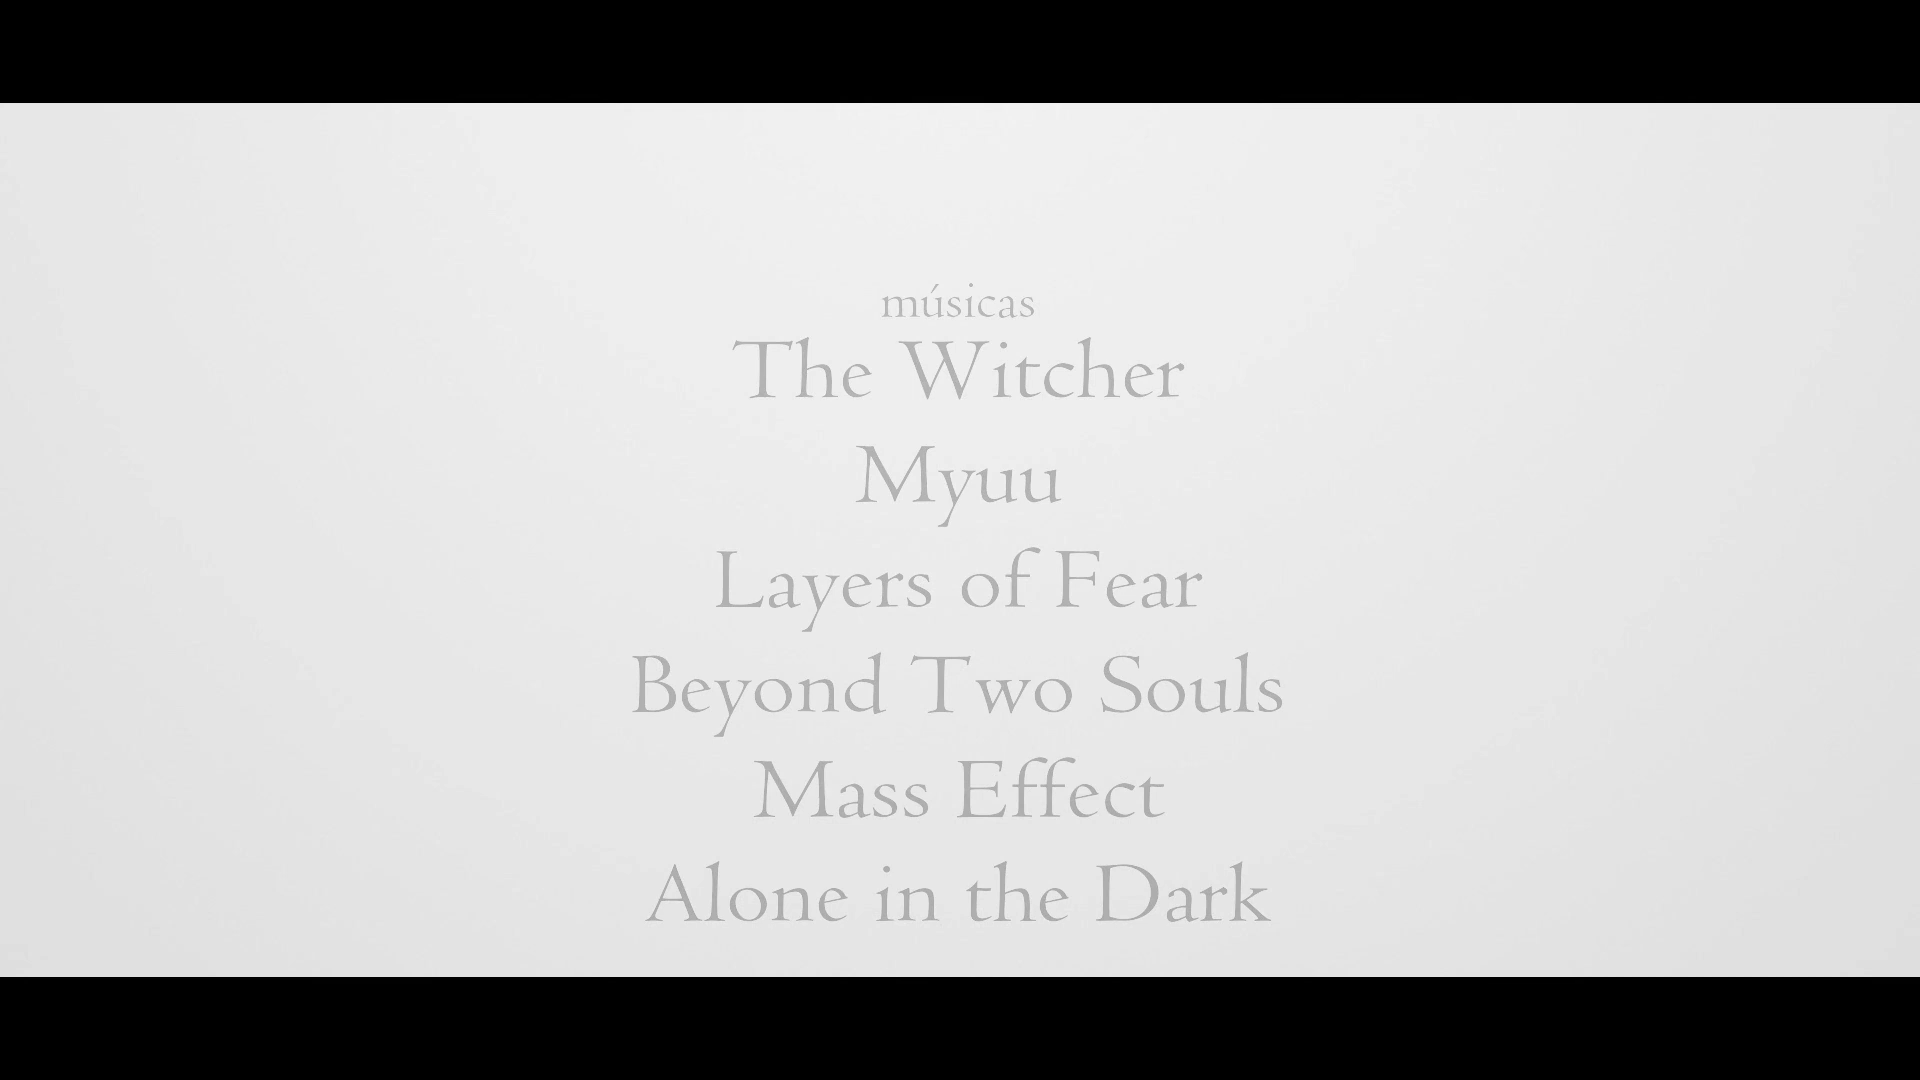 músicas
The Witcher
Myuu
Layers of Fear
Beyond Two Souls
Mass Effect
Alone in the Dark